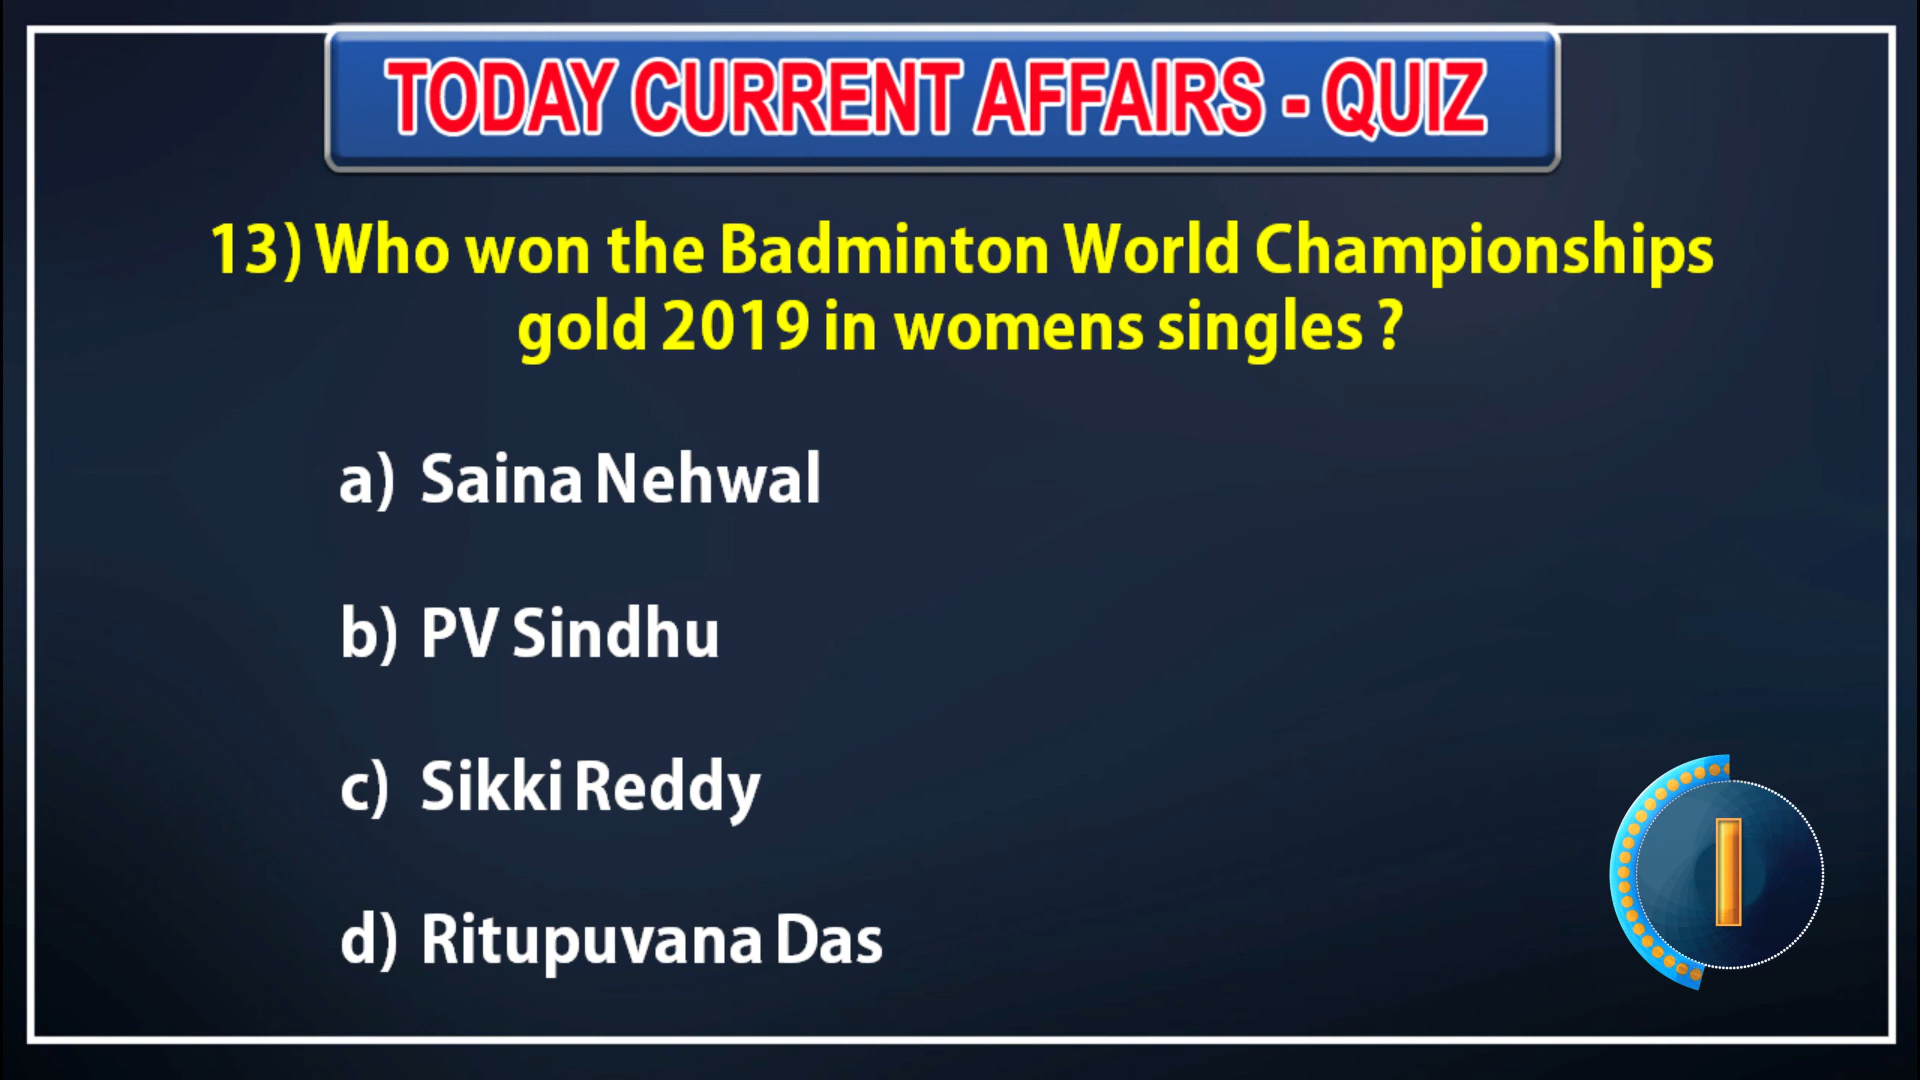 TODAY CURRENT AFFAIRS - QUIZ
13) Who won the Badminton World Championships
gold 2019 in womens singles ?
a) Saina Nehwal
b) PV Sindhu
c) Sikki Reddy
d) Ritupuvana Das
1